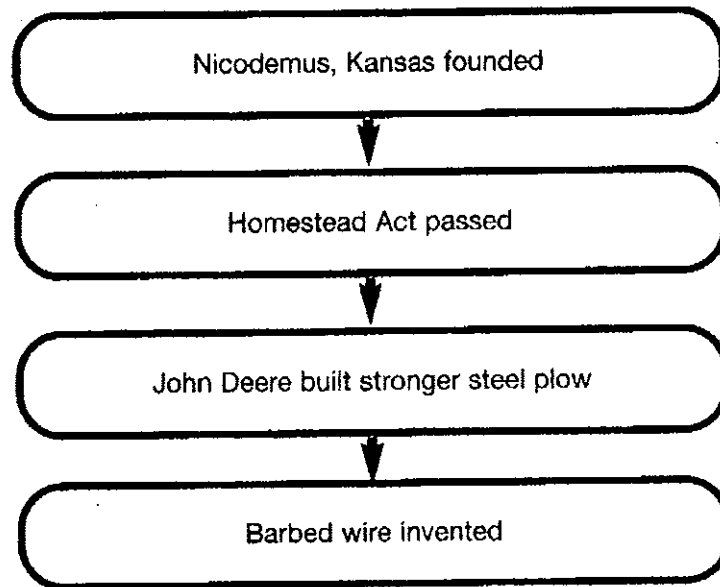 Nicodemus, Kansas founded
Homestead Act passed
John Deere built stronger steel plow
Barbed wire invented